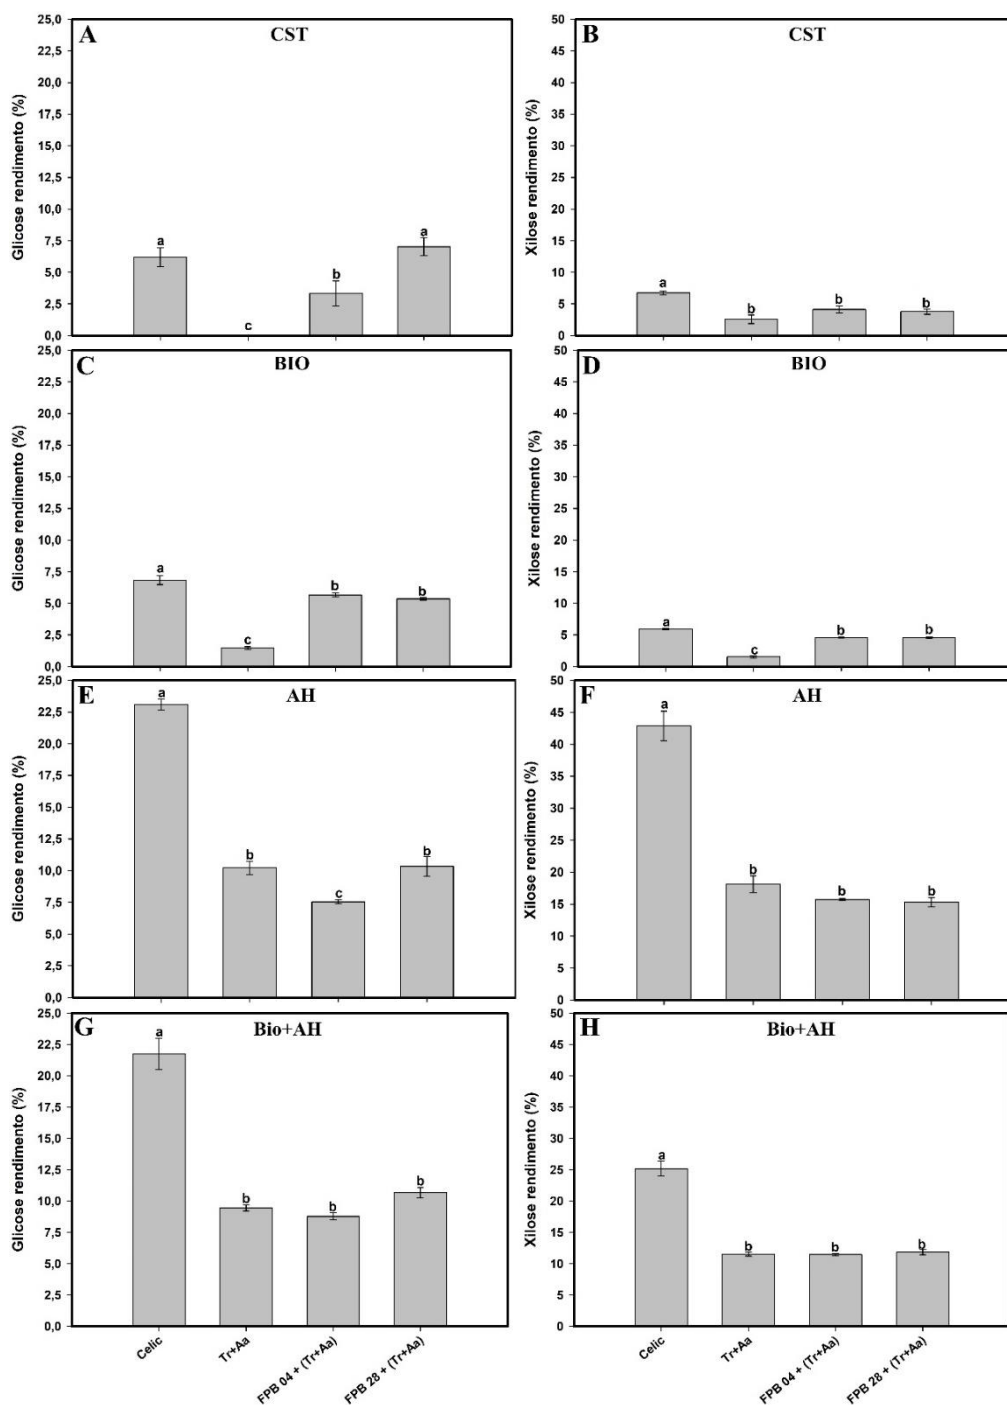 A CST
Glicose rendimento (%)
25,0
22,5
20,0
17,5
15,0
12,5
10,0
7,5
5,0
2,5
0,0
a c b a
B CST
Xilose rendimento (%)
50
45
40
35
30
25
20
15
10
5
0
a b b b
C BIO
Glicose rendimento (%)
25,0
22,5
20,0
17,5
15,0
12,5
10,0
7,5
5,0
2,5
0,0
a c b b
D BIO
Xilose rendimento (%)
50
45
40
35
30
25
20
15
10
5
0
a c b b
E AH
Glicose rendimento (%)
25,0
22,5
20,0
17,5
15,0
12,5
10,0
7,5
5,0
2,5
0,0
a b c b
F AH
Xilose rendimento (%)
50
45
40
35
30
25
20
15
10
5
0
a b b b
G Bio+AH
Glicose rendimento (%)
25,0
22,5
20,0
17,5
15,0
12,5
10,0
7,5
5,0
2,5
0,0
a b b b
Celic
Tr+Aa
FPB 04 + (Tr+Aa)
FPB 28 + (Tr+Aa)
H Bio+AH
Xilose rendimento (%)
50
45
40
35
30
25
20
15
10
5
0
a b b b
Celic
Tr+Aa
FPB 04 + (Tr+Aa)
FPB 28 + (Tr+Aa)